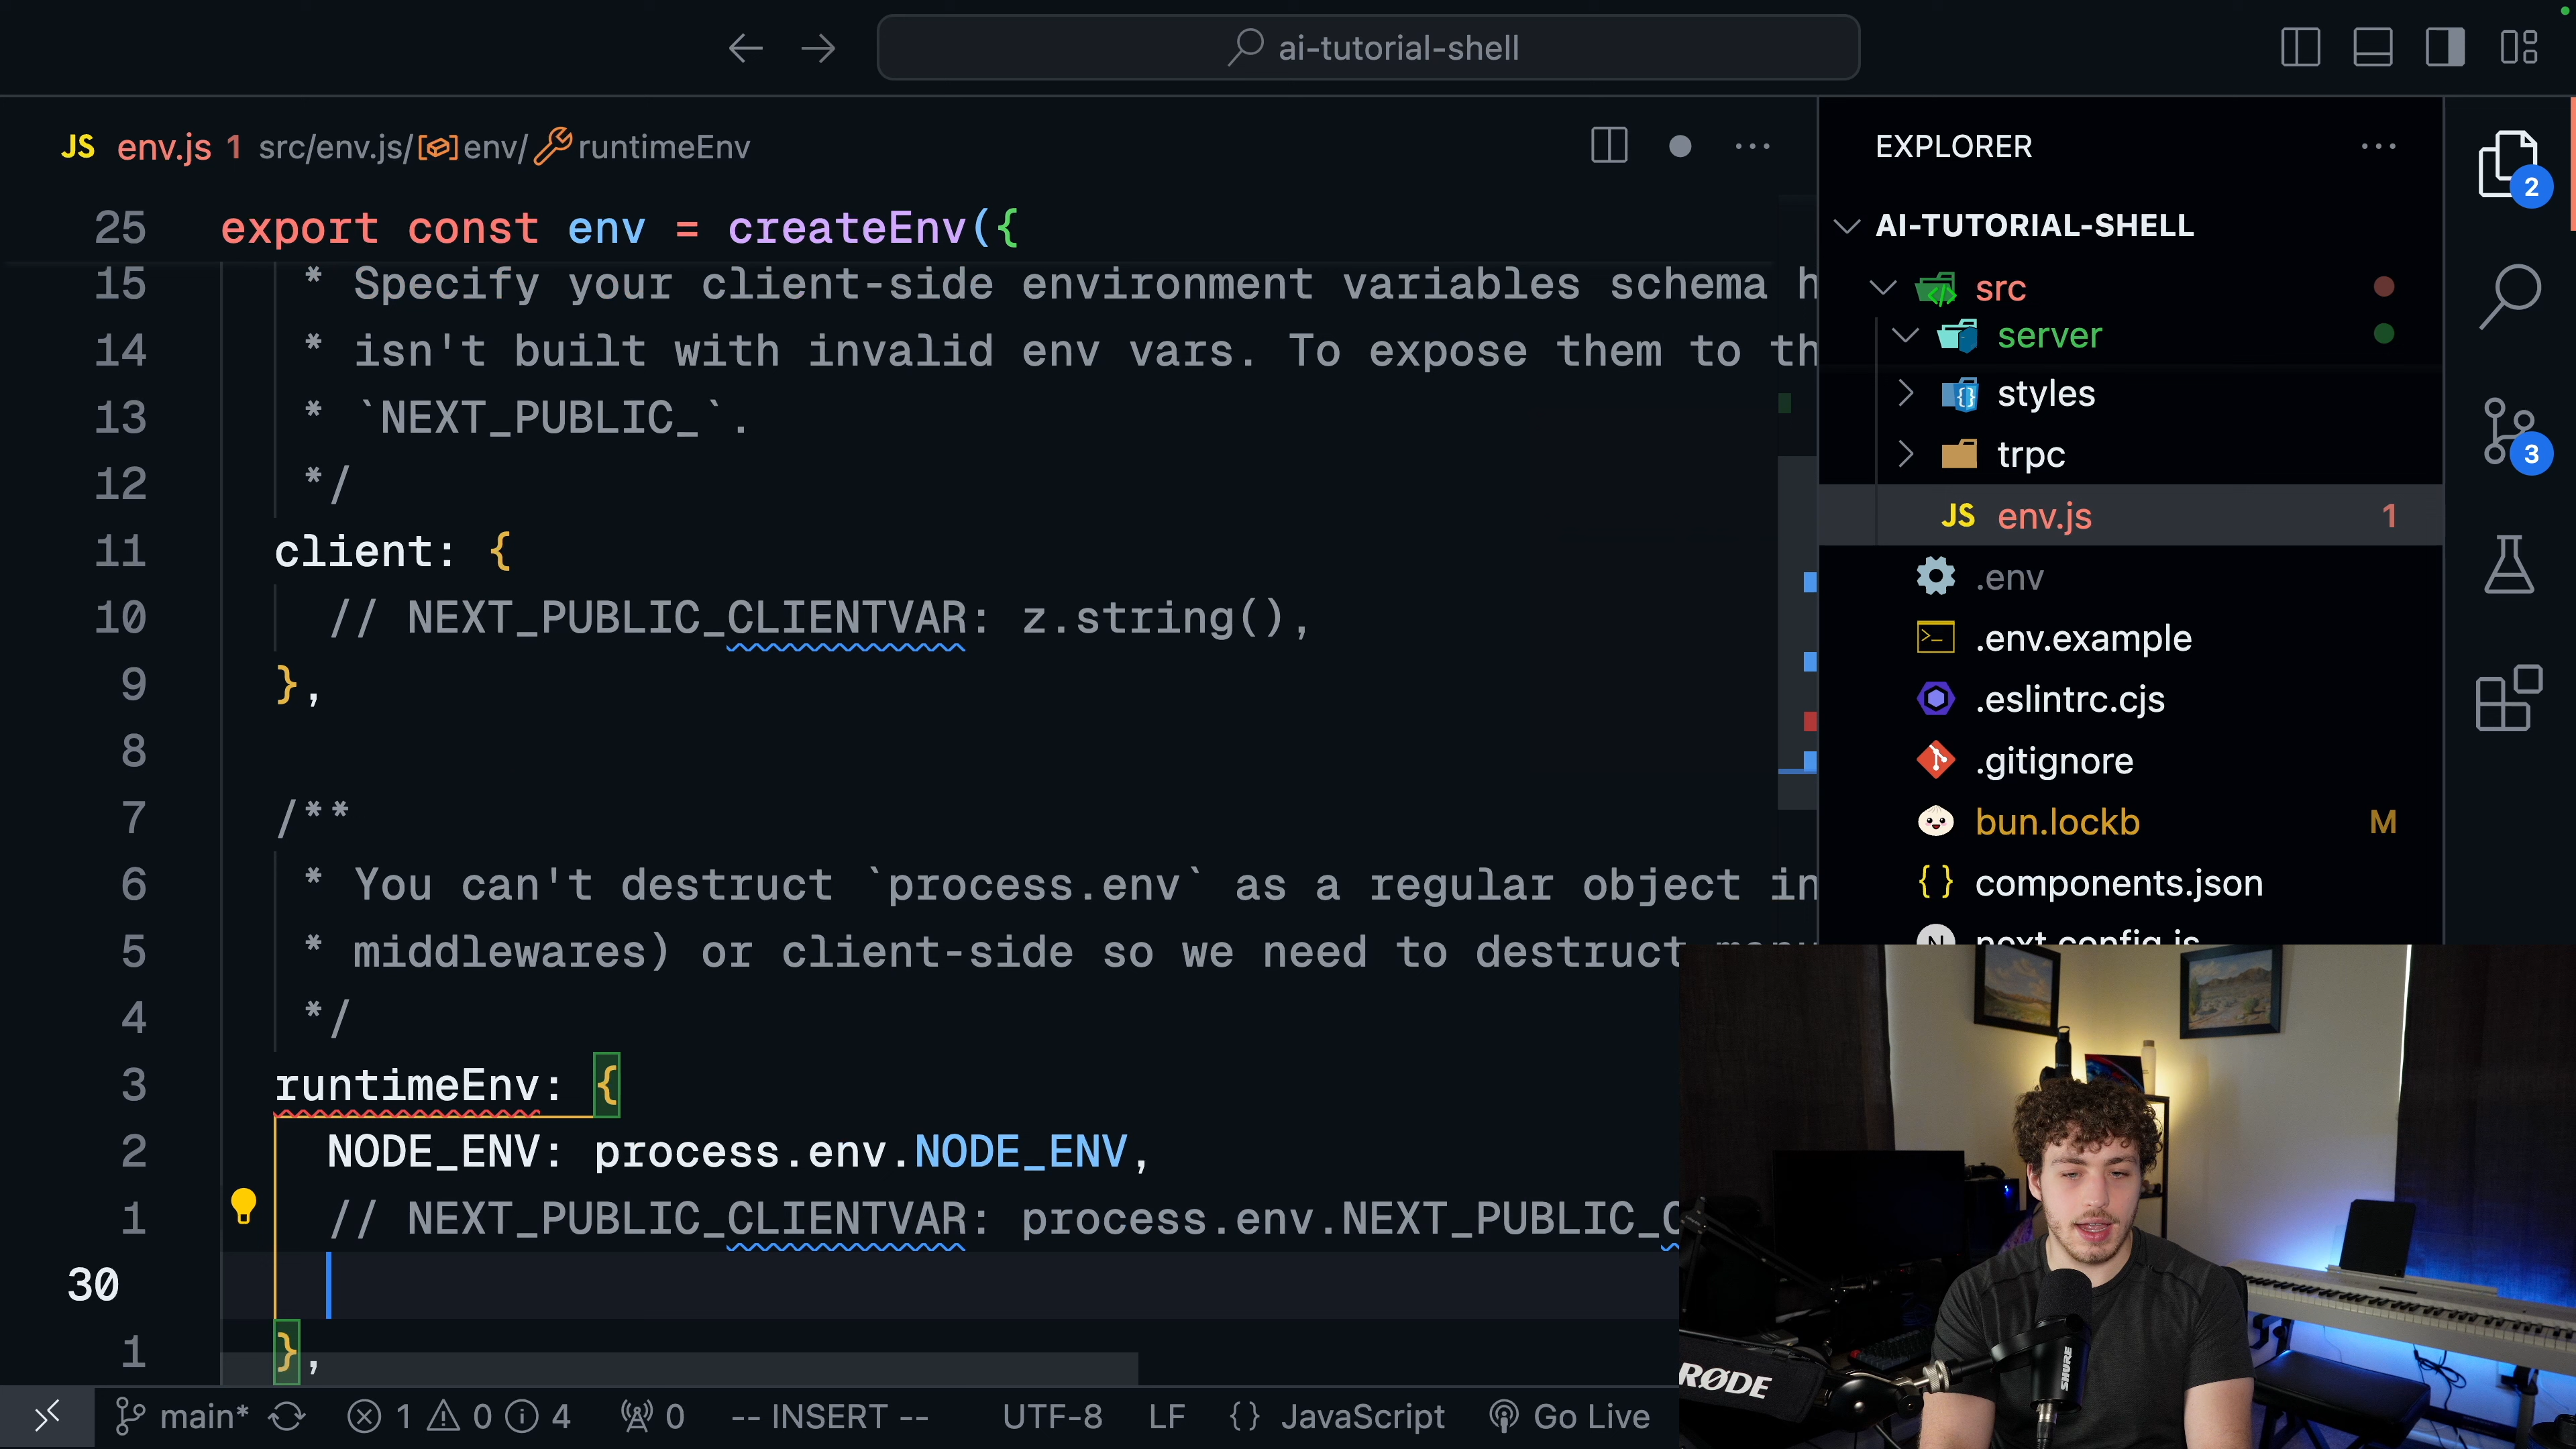 ai-tutorial-shell
JS env.js 1 src/env.js/env/runtimeEnv
25 export const env = createEnv({
15 * Specify your client-side environment variables schema h
14 * isn't built with invalid env vars. To expose them to th
13 * `NEXT_PUBLIC_`.
12 */
11 client: {
10 // NEXT_PUBLIC_CLIENTVAR: z.string(),
9 },
8
7 /**
6 * You can't destruct `process.env` as a regular object in
5 * middlewares) or client-side so we need to destruct
4 */
3 runtimeEnv: {
2 NODE_ENV: process.env.NODE_ENV,
1 // NEXT_PUBLIC_CLIENTVAR: process.env.NEXT_PUBLIC_C
30
1 },
main* 1 0 4 0 -- INSERT -- UTF-8 LF {} JavaScript Go Live
EXPLORER
AI-TUTORIAL-SHELL
src
server
styles
trpc
JS env.js 1
.env
.env.example
.eslintrc.cjs
.gitignore
bun.lockb M
components.json
next.config.js
2
3
RØDE
SHURE